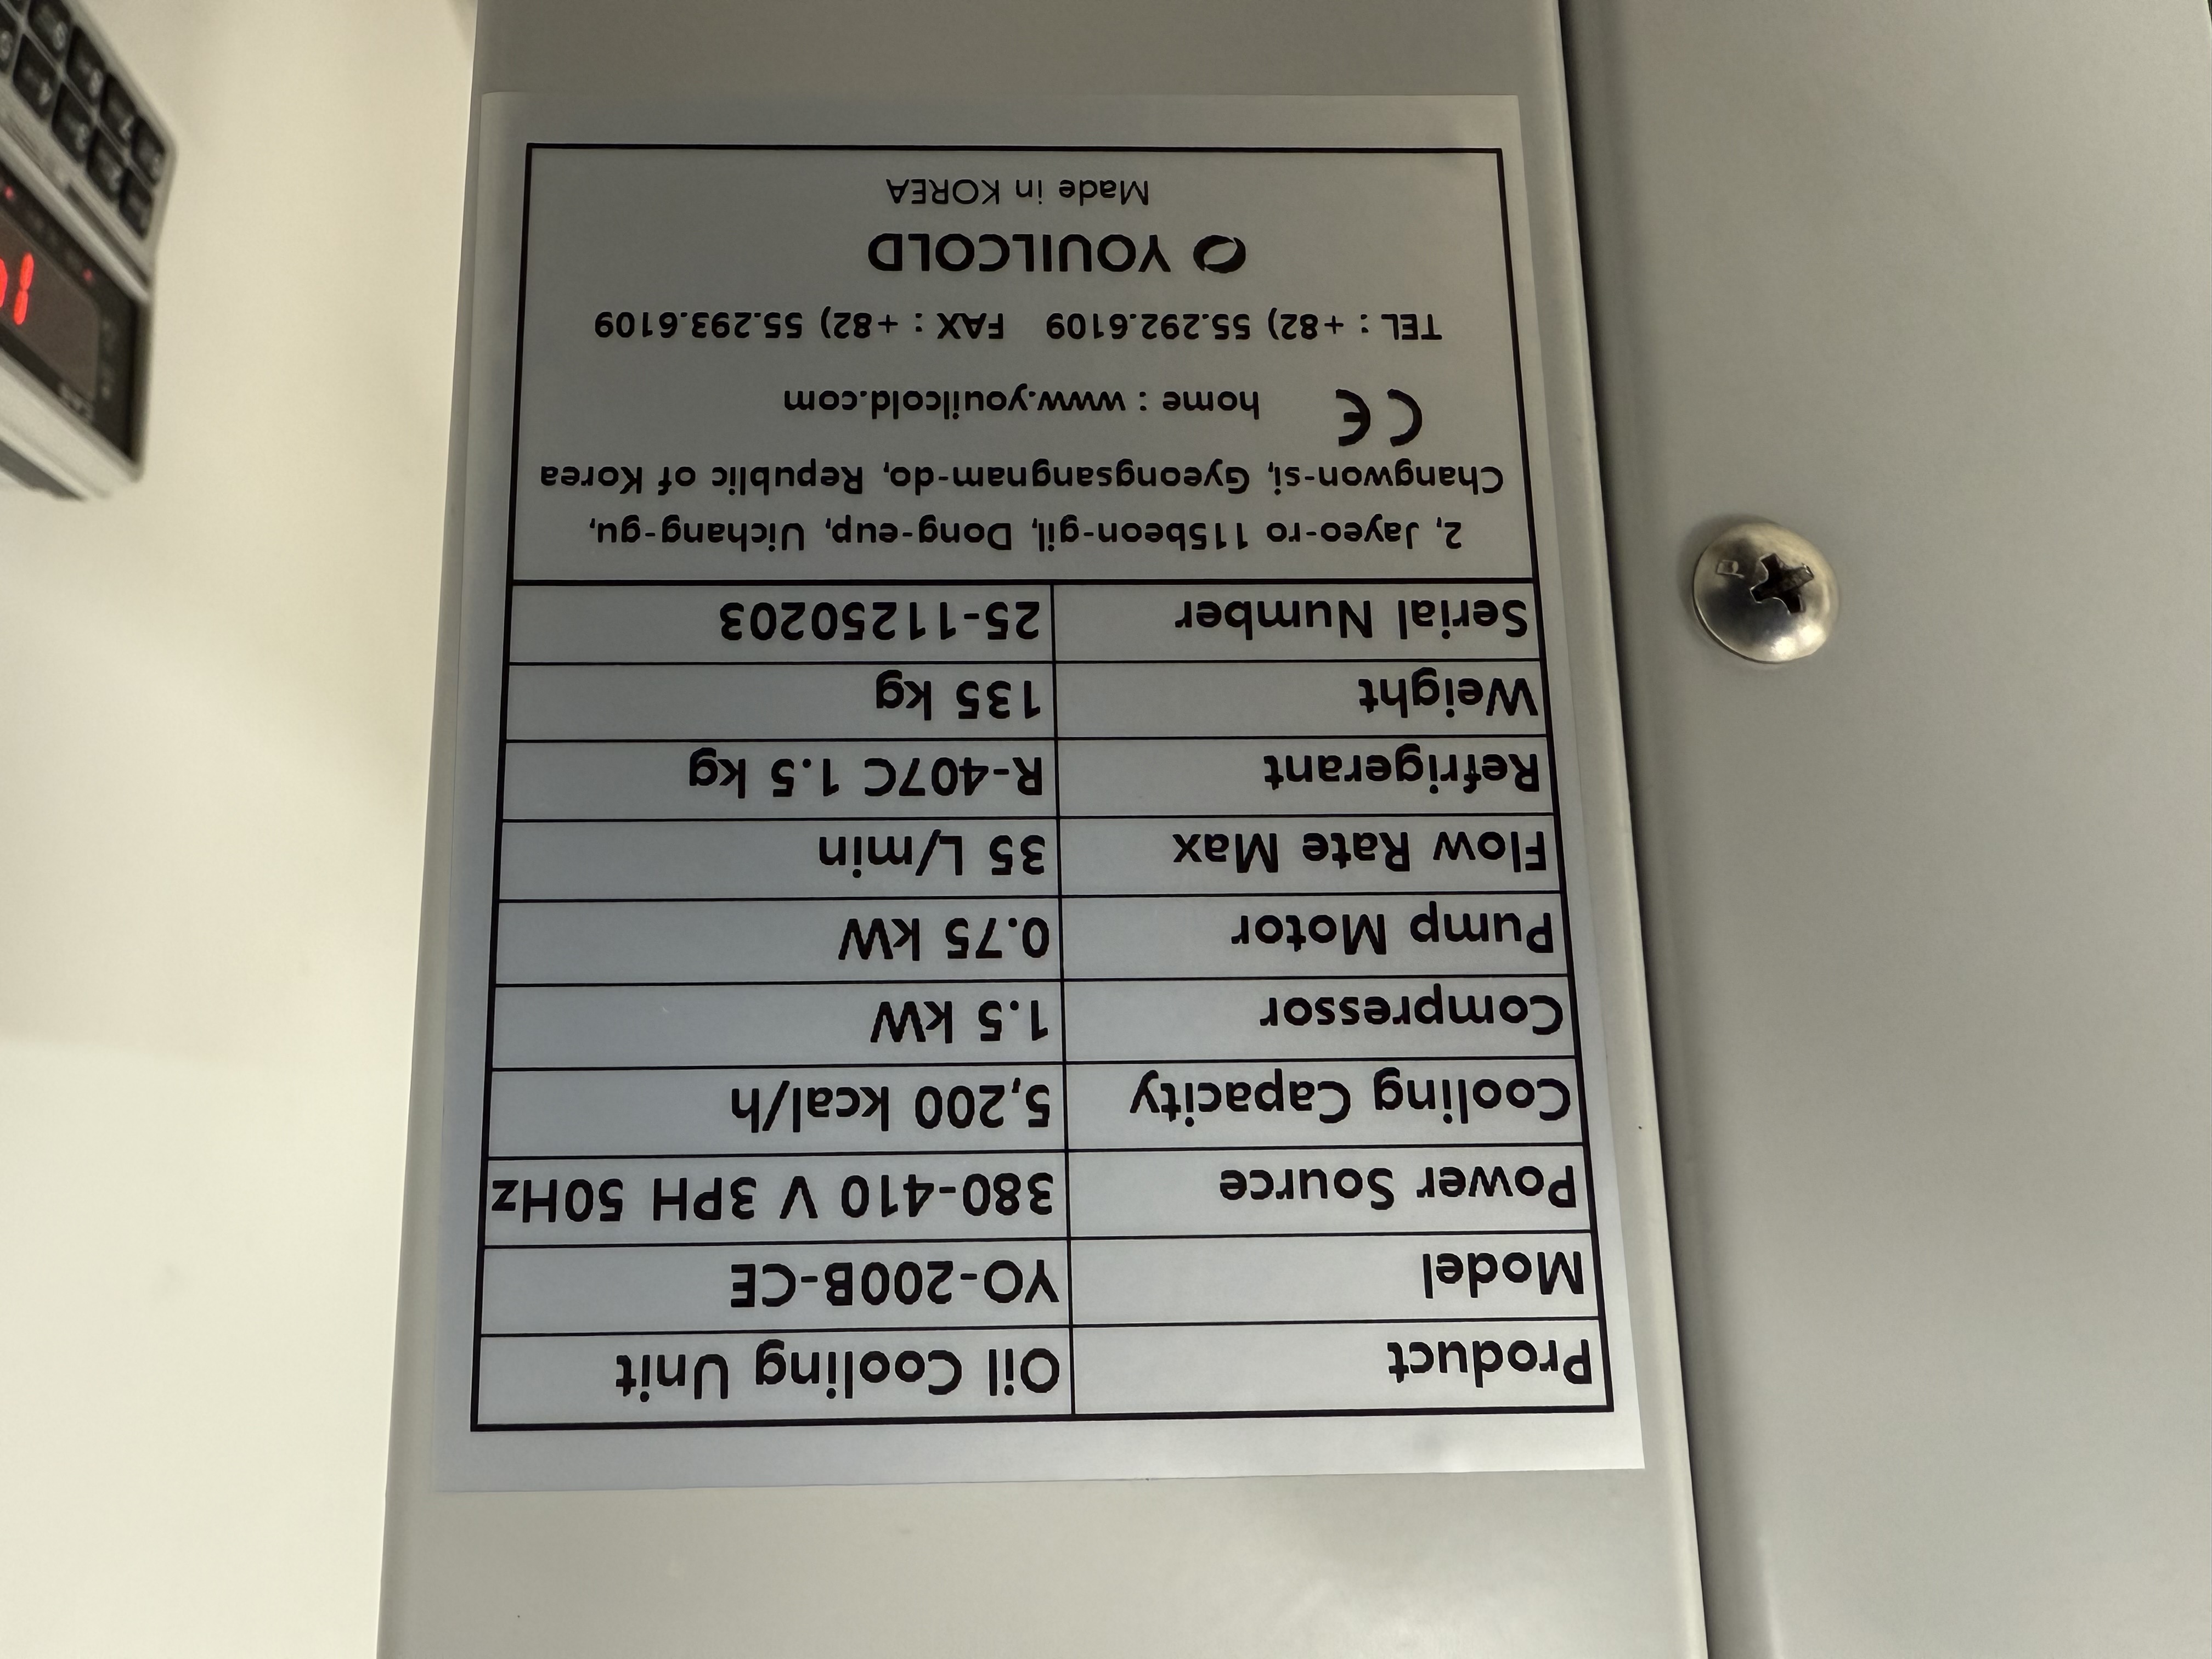 Product Oil Cooling Unit
Model YO-200B-CE
Power Source 380-410 V 3PH 50Hz
Cooling Capacity 5,200 kcal/h
Compressor 1.5 kW
Pump Motor 0.75 kW
Flow Rate Max 35 L/min
Refrigerant R-407C 1.5 kg
Weight 135 kg
Serial Number 25-11250203
2, Jayeo-ro 115beon-gil, Dong-eup, Uichang-gu,
Changwon-si, Gyeongsangnam-do, Republic of Korea
CE home : www.youilcold.com
TEL : +82) 55.292.6109 FAX : +82) 55.293.6109
YOUILCOLD
Made in KOREA